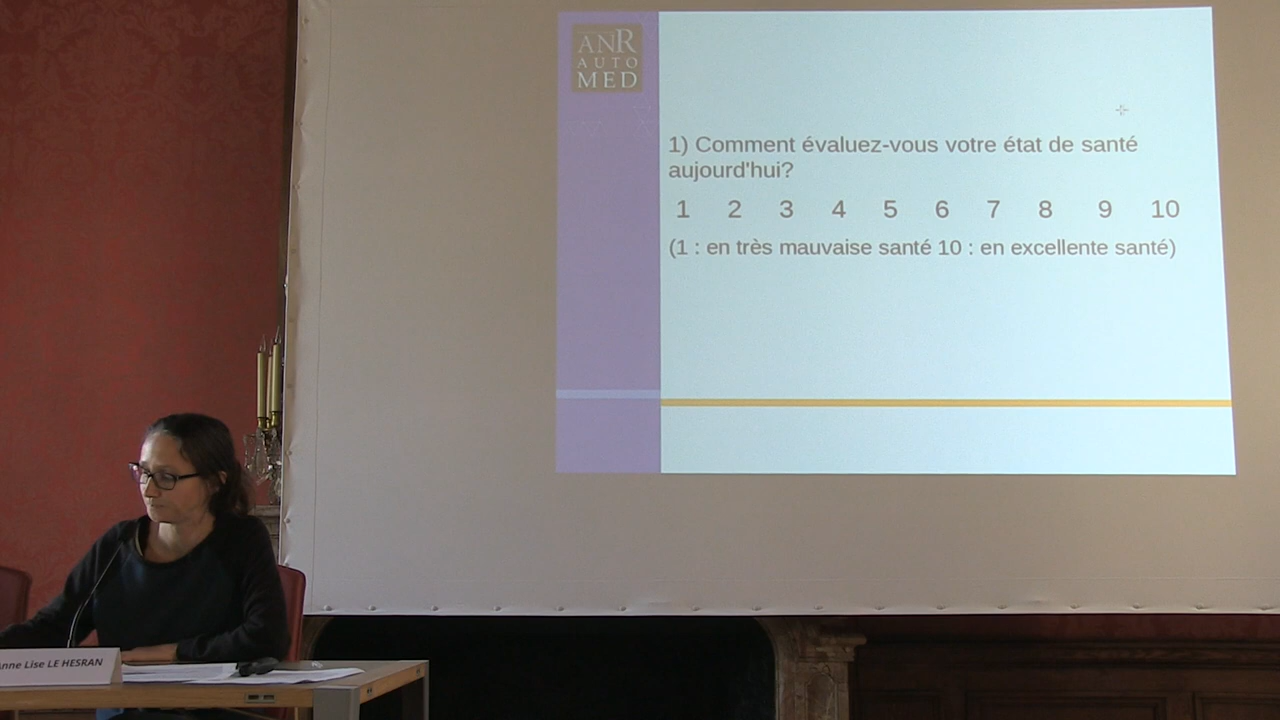 ANR
AUTO
MED
1) Comment évaluez-vous votre état de santé
aujourd'hui?
1 2 3 4 5 6 7 8 9 10
(1 : en très mauvaise santé 10 : en excellente santé)
Anne Lise LE HESRAN